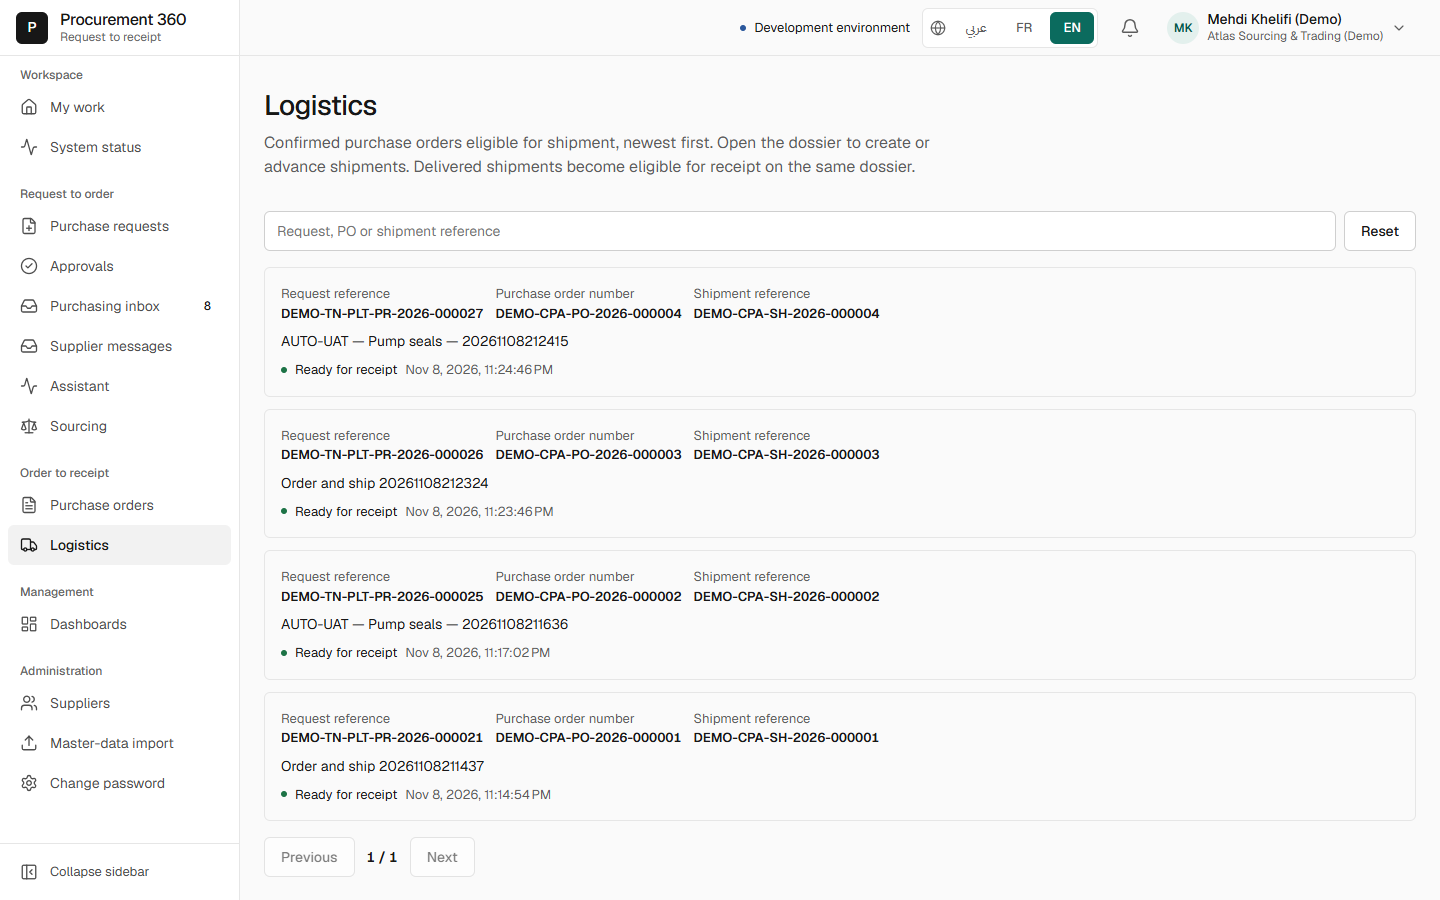 P
Procurement 360
Request to receipt
Development environment
عربي
FR
EN
MK
Mehdi Khelifi (Demo)
Atlas Sourcing & Trading (Demo)
Workspace
My work
System status
Request to order
Purchase requests
Approvals
Purchasing inbox 8
Supplier messages
Assistant
Sourcing
Order to receipt
Purchase orders
Logistics
Management
Dashboards
Administration
Suppliers
Master-data import
Change password
Collapse sidebar
Logistics
Confirmed purchase orders eligible for shipment, newest first. Open the dossier to create or
advance shipments. Delivered shipments become eligible for receipt on the same dossier.
Request, PO or shipment reference
Reset
Request reference Purchase order number Shipment reference
DEMO-TN-PLT-PR-2026-000027 DEMO-CPA-PO-2026-000004 DEMO-CPA-SH-2026-000004
AUTO-UAT — Pump seals — 20261108212415
Ready for receipt Nov 8, 2026, 11:24:46 PM
Request reference Purchase order number Shipment reference
DEMO-TN-PLT-PR-2026-000026 DEMO-CPA-PO-2026-000003 DEMO-CPA-SH-2026-000003
Order and ship 20261108212324
Ready for receipt Nov 8, 2026, 11:23:46 PM
Request reference Purchase order number Shipment reference
DEMO-TN-PLT-PR-2026-000025 DEMO-CPA-PO-2026-000002 DEMO-CPA-SH-2026-000002
AUTO-UAT — Pump seals — 20261108211636
Ready for receipt Nov 8, 2026, 11:17:02 PM
Request reference Purchase order number Shipment reference
DEMO-TN-PLT-PR-2026-000021 DEMO-CPA-PO-2026-000001 DEMO-CPA-SH-2026-000001
Order and ship 20261108211437
Ready for receipt Nov 8, 2026, 11:14:54 PM
Previous 1 / 1 Next